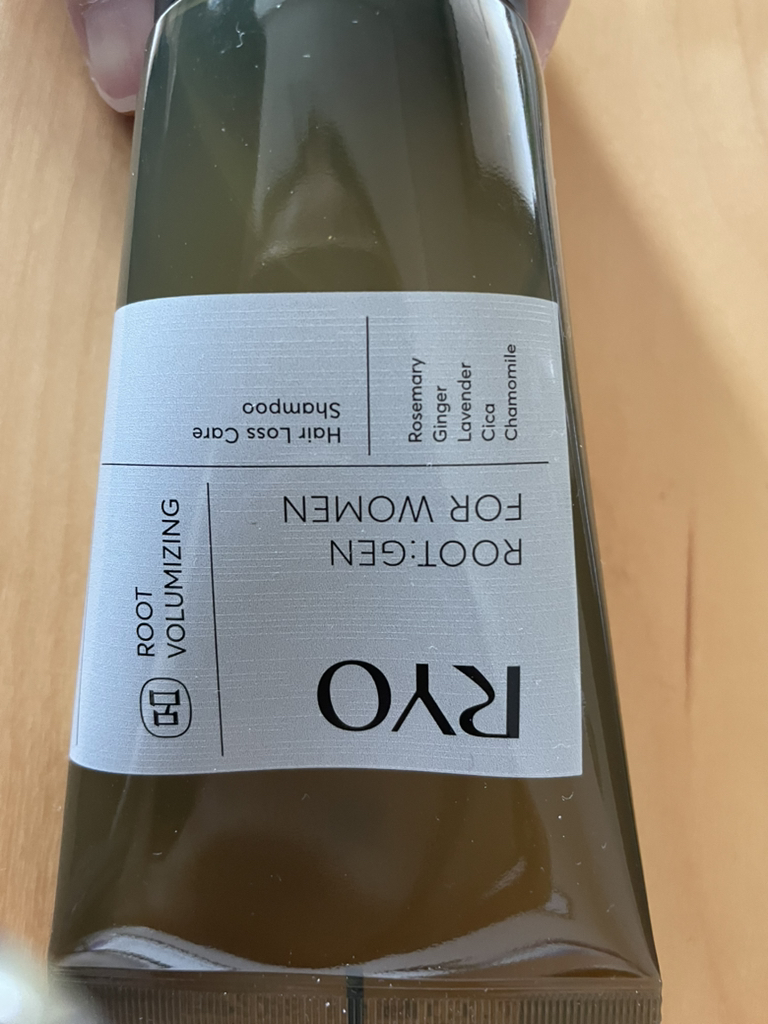 RYO
ROOT:GEN
FOR WOMEN
ROOT
VOLUMIZING
Hair Loss Care
Shampoo
Rosemary
Ginger
Lavender
Cica
Chamomile